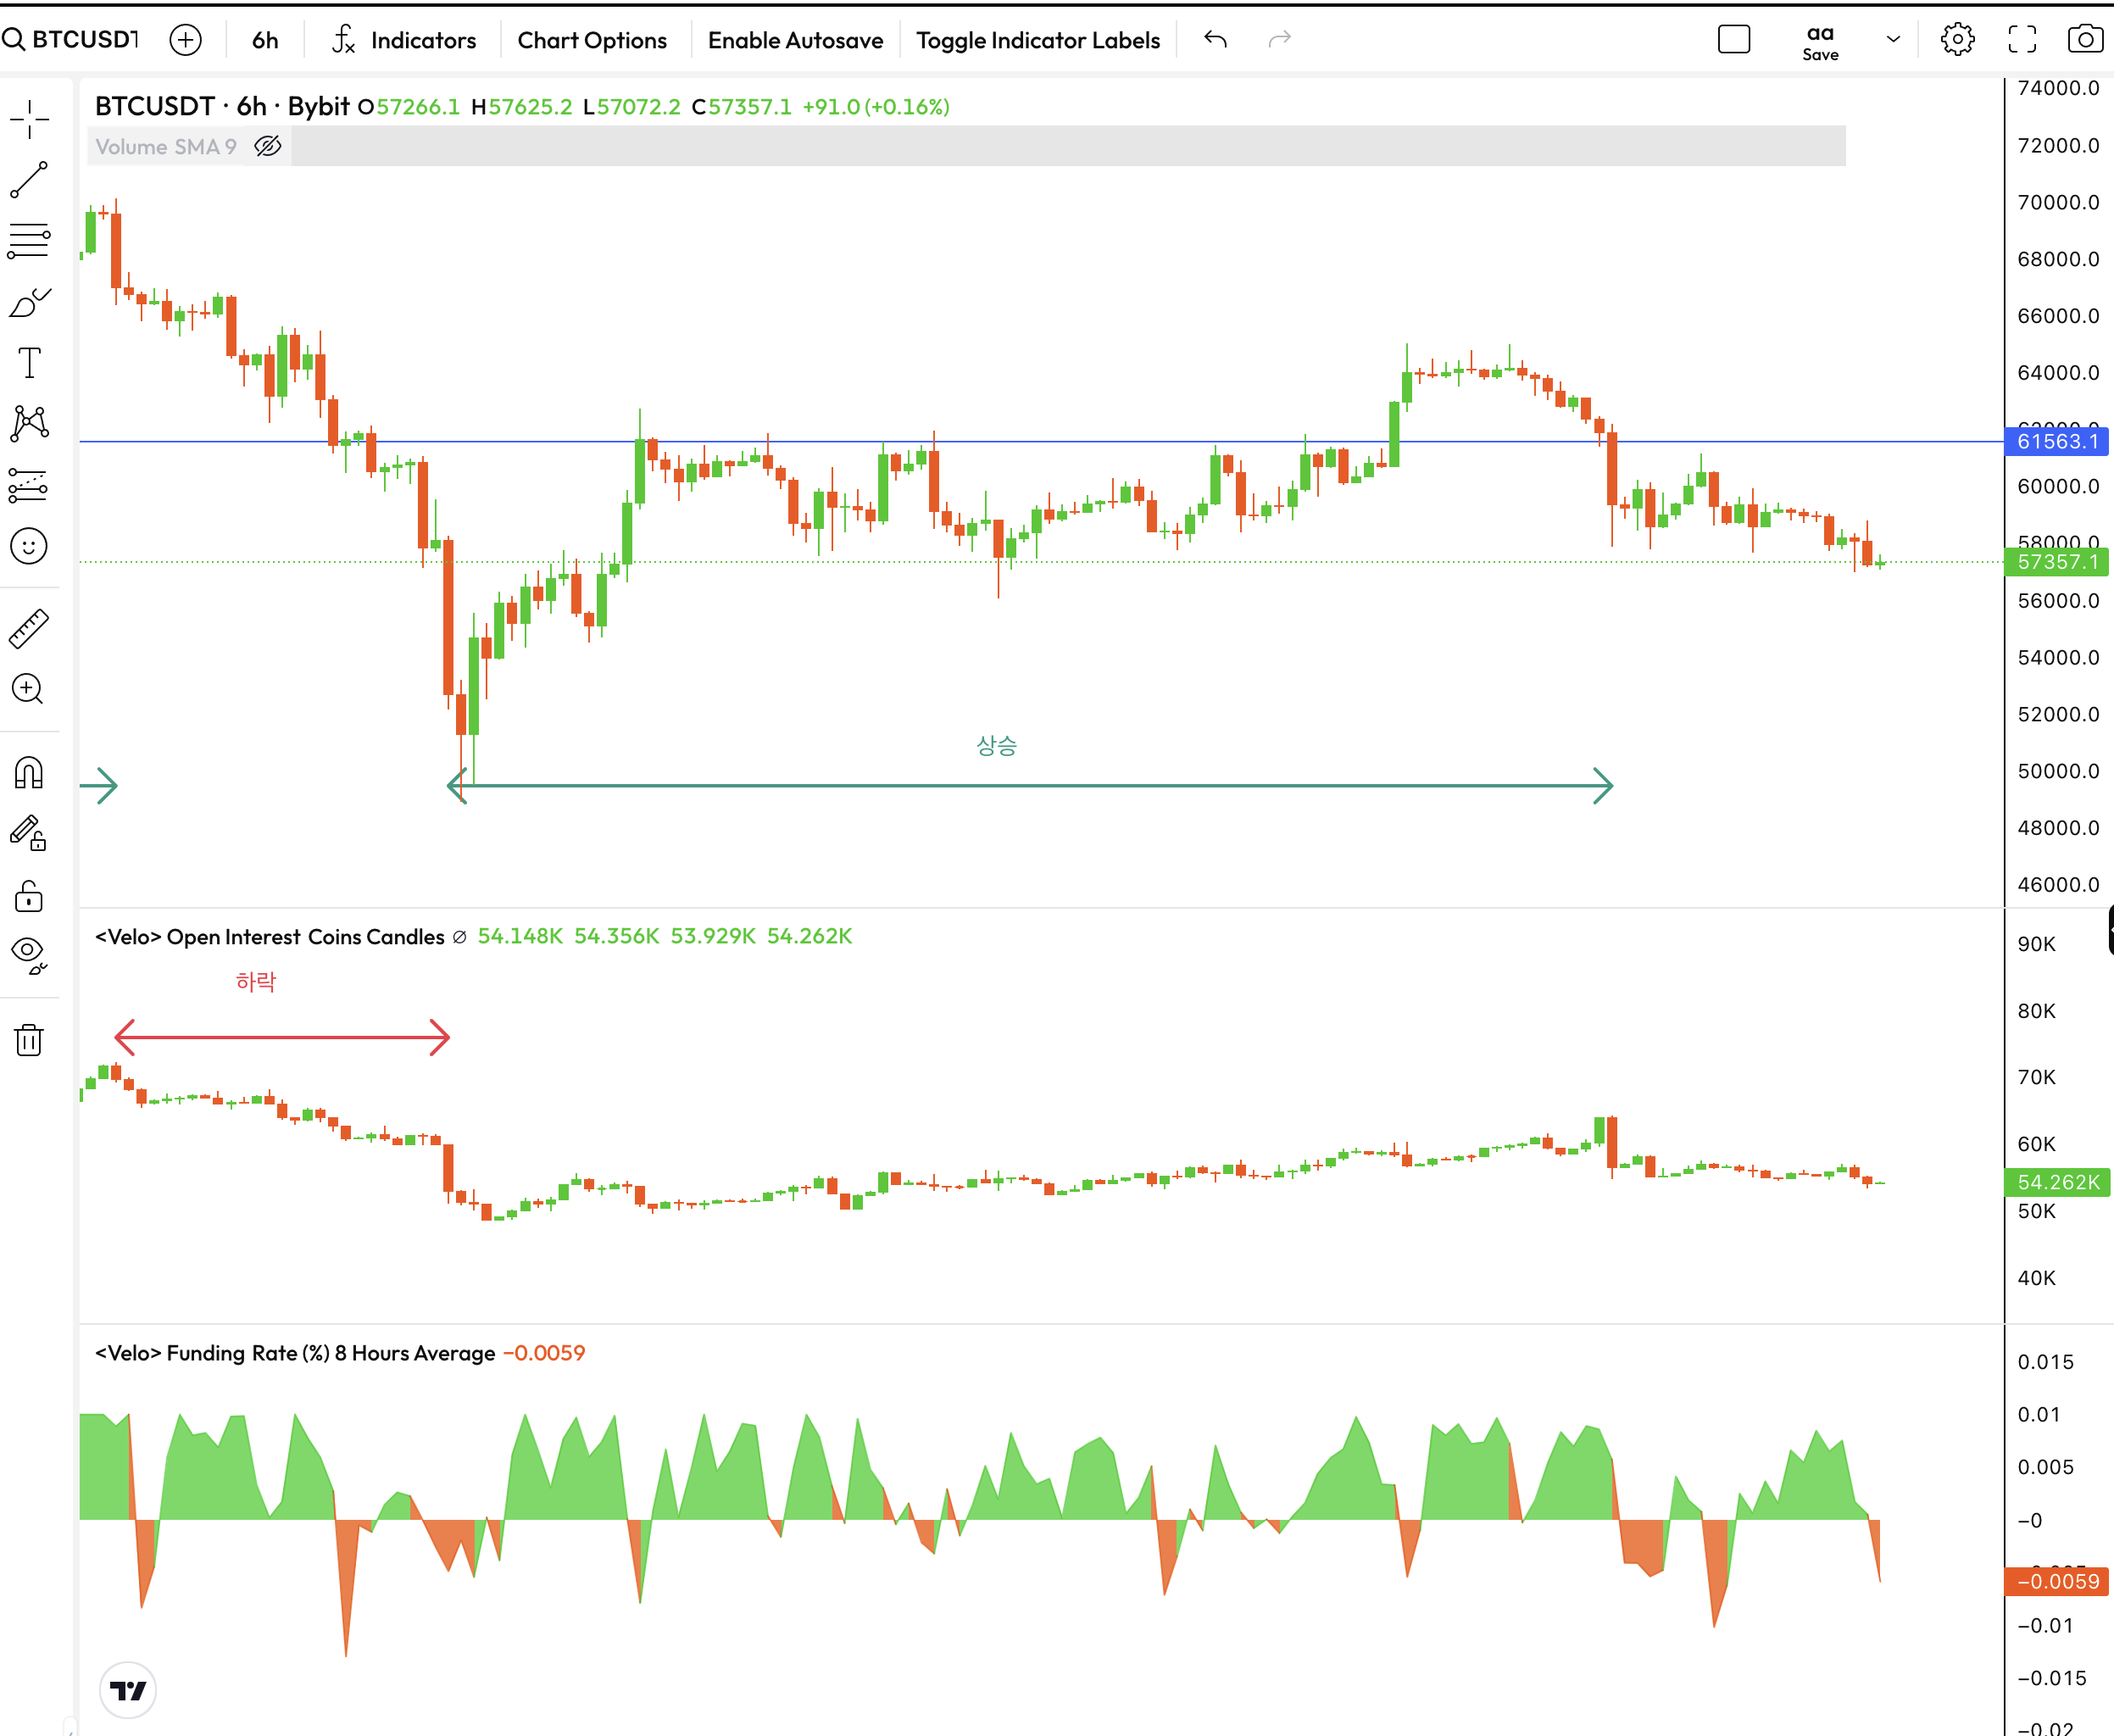 BTCUSDT
6h
Indicators
Chart Options
Enable Autosave
Toggle Indicator Labels
aa
Save
BTCUSDT · 6h · Bybit O57266.1 H57625.2 L57072.2 C57357.1 +91.0 (+0.16%)
Volume SMA 9
74000.0
72000.0
70000.0
68000.0
66000.0
64000.0
61563.1
60000.0
58000.0
57357.1
56000.0
54000.0
52000.0
50000.0
48000.0
46000.0
상승
<Velo> Open Interest Coins Candles ∅ 54.148K 54.356K 53.929K 54.262K
하락
90K
80K
70K
60K
54.262K
50K
40K
<Velo> Funding Rate (%) 8 Hours Average −0.0059
0.015
0.01
0.005
−0
−0.0059
−0.01
−0.015
−0.02